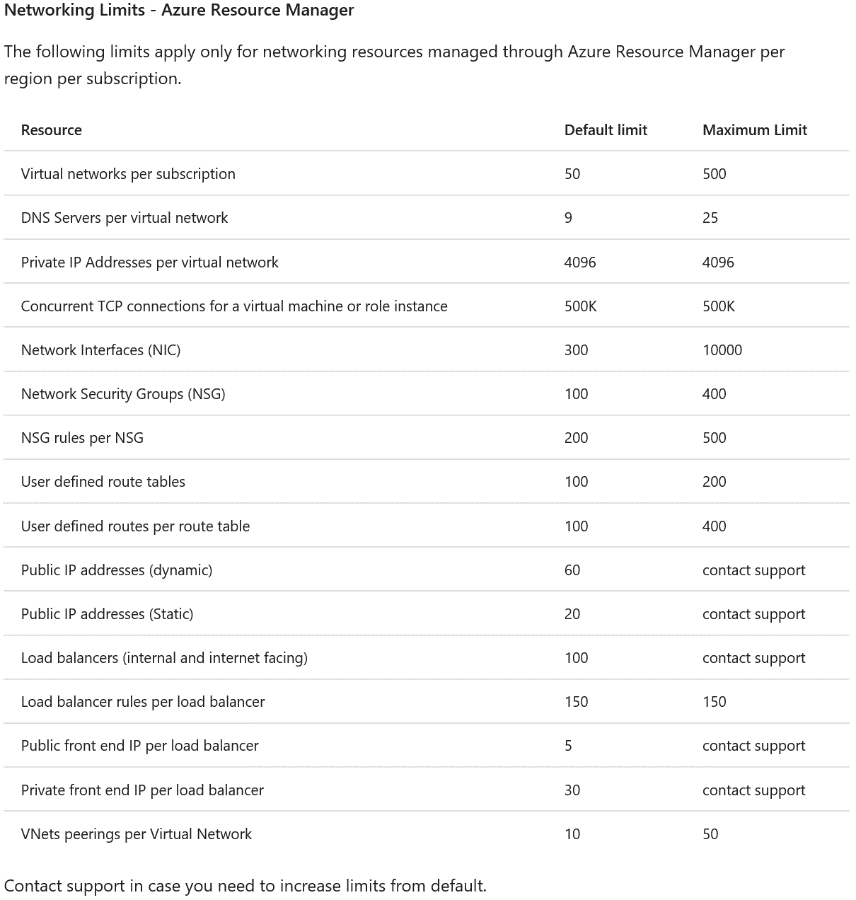 Networking Limits - Azure Resource Manager
The following limits apply only for networking resources managed through Azure Resource Manager per
region per subscription.
Resource Default limit Maximum Limit
Virtual networks per subscription 50 500
DNS Servers per virtual network 9 25
Private IP Addresses per virtual network 4096 4096
Concurrent TCP connections for a virtual machine or role instance 500K 500K
Network Interfaces (NIC) 300 10000
Network Security Groups (NSG) 100 400
NSG rules per NSG 200 500
User defined route tables 100 200
User defined routes per route table 100 400
Public IP addresses (dynamic) 60 contact support
Public IP addresses (Static) 20 contact support
Load balancers (internal and internet facing) 100 contact support
Load balancer rules per load balancer 150 150
Public front end IP per load balancer 5 contact support
Private front end IP per load balancer 30 contact support
VNets peerings per Virtual Network 10 50
Contact support in case you need to increase limits from default.